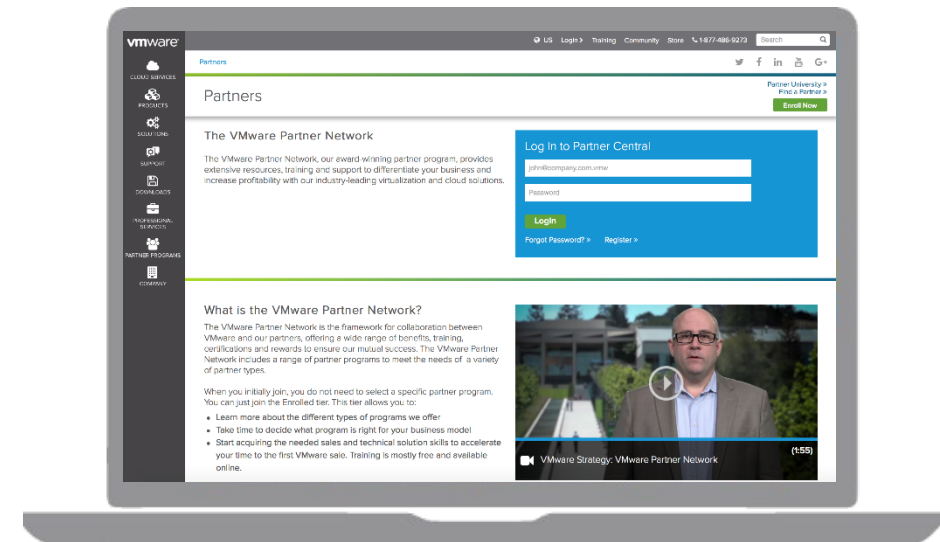 vmware
US Login > Training Community Store 1-877-486-9273 Search
Partners
CLOUD SERVICES
PRODUCTS
SOLUTIONS
SUPPORT
DOWNLOADS
PROFESSIONAL
SERVICES
PARTNER PROGRAMS
COMPANY
Partners
Partner University »
Find a Partner »
Enroll Now
The VMware Partner Network
The VMware Partner Network, our award-winning partner program, provides
extensive resources, training and support to differentiate your business and
increase profitability with our industry-leading virtualization and cloud solutions.
Log In to Partner Central
john@company.com.vmw
Password
Login
Forgot Password? » Register »
What is the VMware Partner Network?
The VMware Partner Network is the framework for collaboration between
VMware and our partners, offering a wide range of benefits, training,
certifications and rewards to ensure our mutual success. The VMware Partner
Network includes a range of partner programs to meet the needs of a variety
of partner types.
When you initially join, you do not need to select a specific partner program.
You can just join the Enrolled tier. This tier allows you to:
• Learn more about the different types of programs we offer
• Take time to decide what program is right for your business model
• Start acquiring the needed sales and technical solution skills to accelerate
your time to the first VMware sale. Training is mostly free and available
online.
(1:55)
VMware Strategy: VMware Partner Network